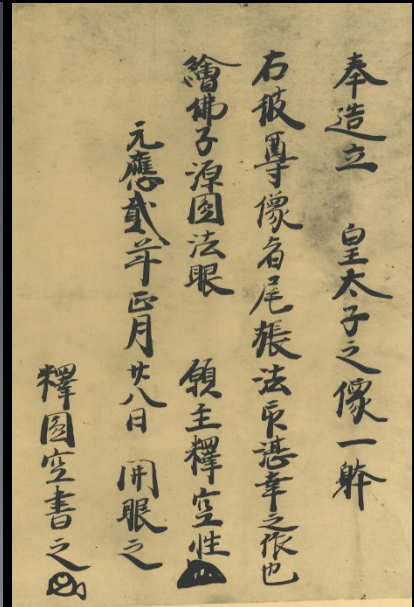 奉造立 皇太子之像一躰
右彼尊像者尾張法印湛幸之作也
繪佛子源圓法眼 願主釋空性
元應貳年正月廿八日 開眼之
釋圓空書之